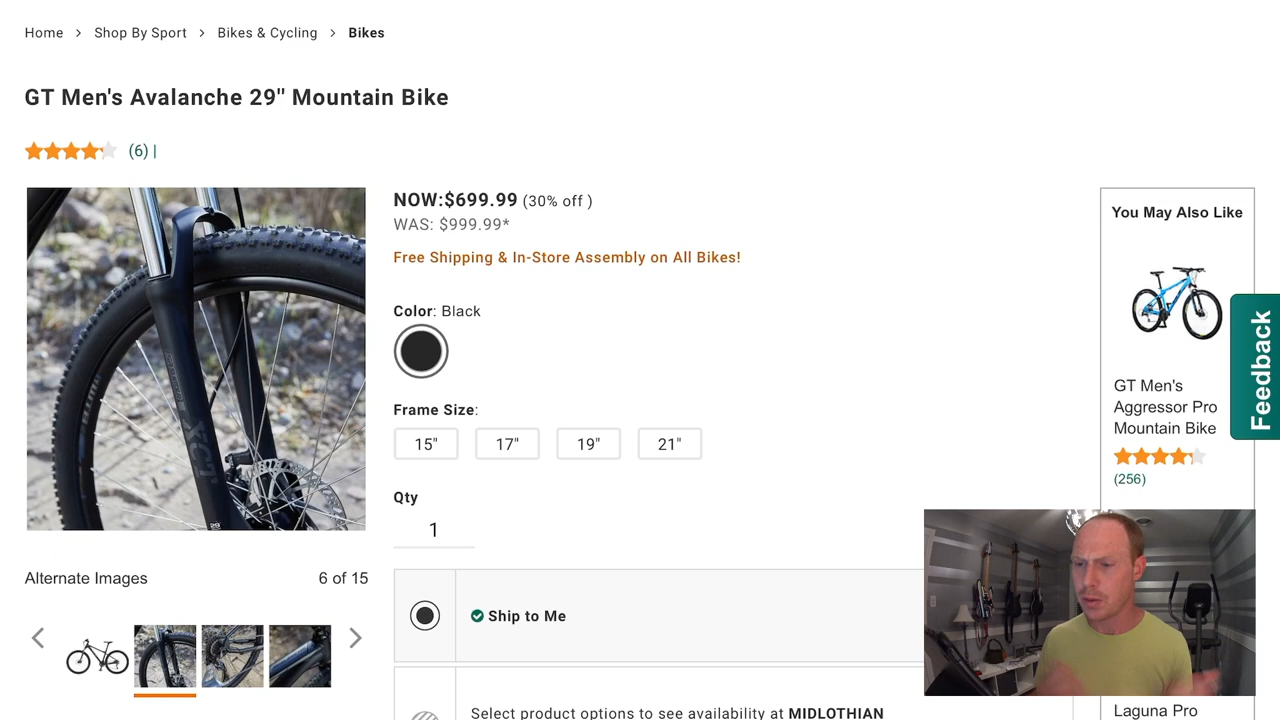 Home > Shop By Sport > Bikes & Cycling > Bikes
GT Men's Avalanche 29" Mountain Bike
(6) |
NOW:$699.99 (30% off )
WAS: $999.99*
Free Shipping & In-Store Assembly on All Bikes!
Color: Black
Frame Size:
15" 17" 19" 21"
Qty
1
Alternate Images 6 of 15
Ship to Me
Select product options to see availability at MIDLOTHIAN
You May Also Like
GT Men's
Aggressor Pro
Mountain Bike
(256)
Laguna Pro
Feedback
XCT
29